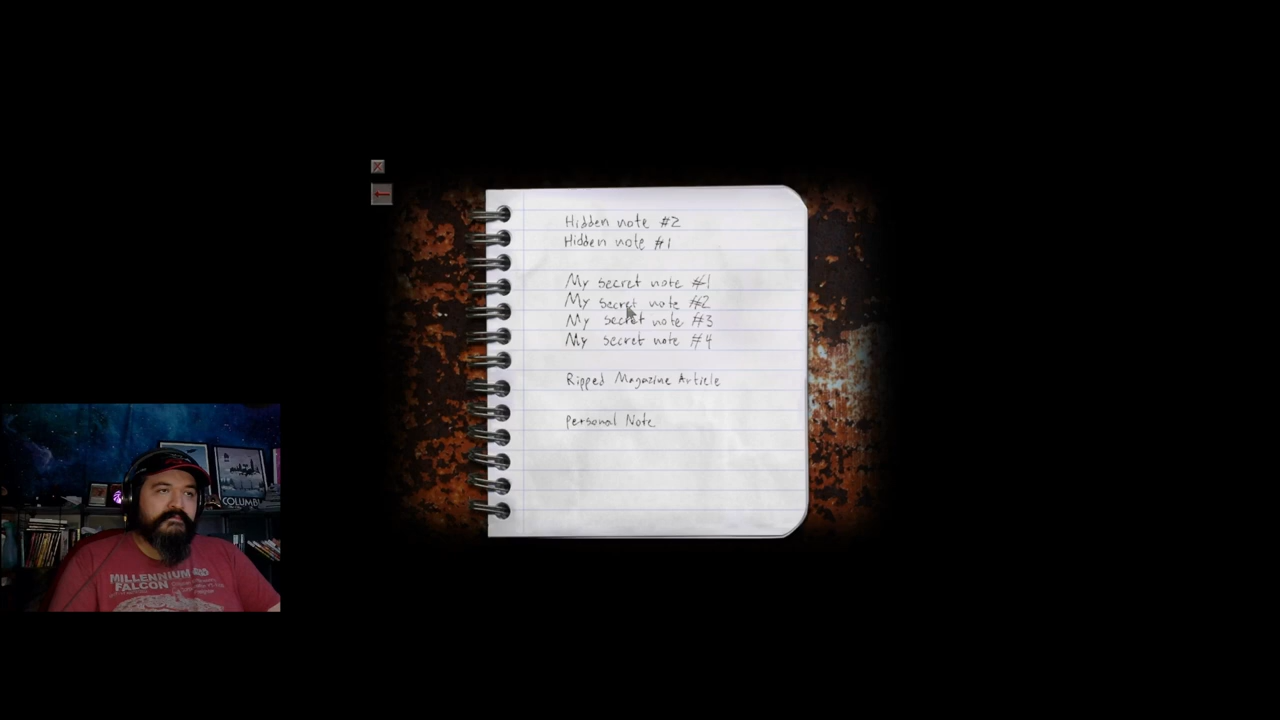 Hidden note #2
Hidden note #1
My secret note #1
My secret note #2
My secret note #3
My secret note #4
Ripped Magazine Article
Personal Note
COLUMBI
MILLENNIUM
FALCON